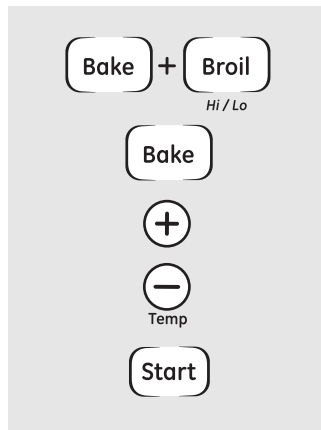 Bake + Broil
Hi / Lo
Bake
+
−
Temp
Start